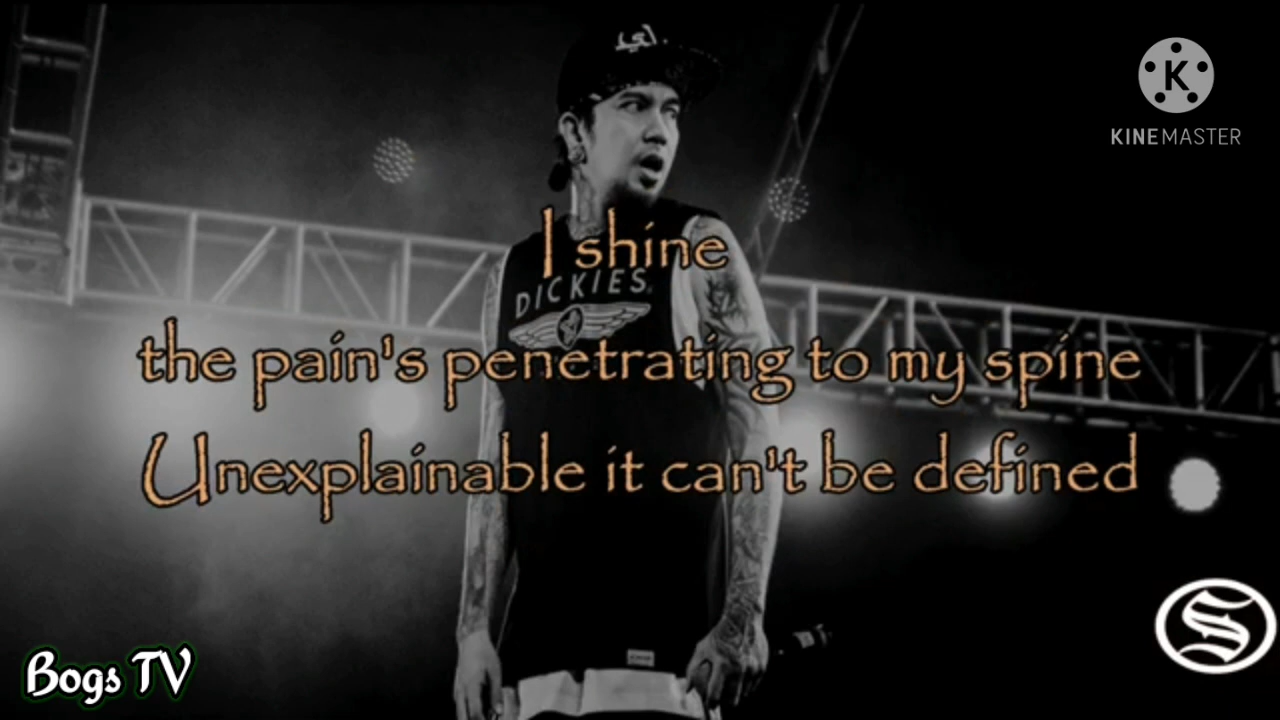 K
KINEMASTER
I shine
DICKIES
the pain's penetrating to my spine
Unexplainable it can't be defined
S
Bogs TV